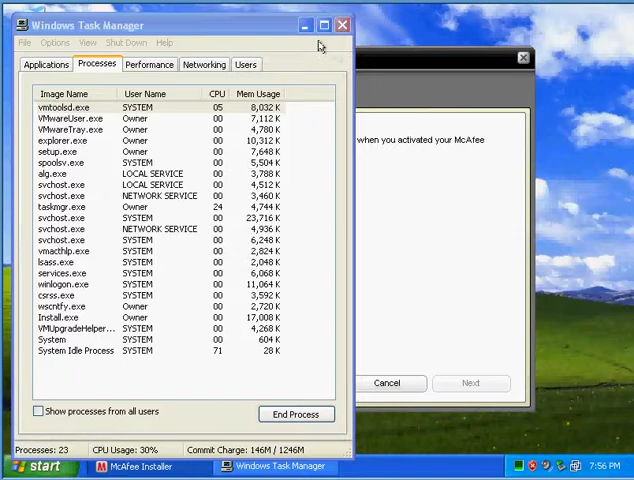 Windows Task Manager
File Options View Shut Down Help
Applications Processes Performance Networking Users
Image Name User Name CPU Mem Usage
vmtoolsd.exe SYSTEM 05 8,032 K
VMwareUser.exe Owner 00 7,112 K
VMwareTray.exe Owner 00 4,780 K
explorer.exe Owner 00 10,312 K
setup.exe Owner 00 7,648 K
spoolsv.exe SYSTEM 00 5,504 K
alg.exe LOCAL SERVICE 00 3,788 K
svchost.exe LOCAL SERVICE 00 4,512 K
svchost.exe NETWORK SERVICE 00 3,460 K
taskmgr.exe Owner 24 4,744 K
svchost.exe SYSTEM 00 23,716 K
svchost.exe NETWORK SERVICE 00 4,936 K
svchost.exe SYSTEM 00 6,248 K
vmacthlp.exe SYSTEM 00 2,824 K
lsass.exe SYSTEM 00 2,048 K
services.exe SYSTEM 00 6,068 K
winlogon.exe SYSTEM 00 11,064 K
csrss.exe SYSTEM 00 3,592 K
wscntfy.exe Owner 00 2,720 K
Install.exe Owner 00 17,008 K
VMUpgradeHelper... SYSTEM 00 4,268 K
System SYSTEM 00 604 K
System Idle Process SYSTEM 71 28 K
Show processes from all users
End Process
Processes: 23 CPU Usage: 30% Commit Charge: 146M / 1246M
when you activated your McAfee
Cancel Next
start McAfee Installer Windows Task Manager 7:56 PM